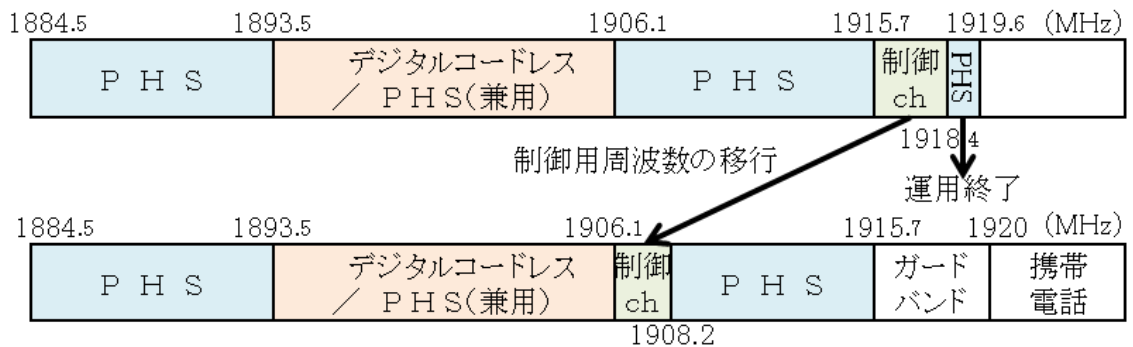 1884.5 1893.5 1906.1 1915.7 1919.6 (MHz)
ＰＨＳ
デジタルコードレス
／ＰＨＳ(兼用)
ＰＨＳ
制御
ch
PHS
1918.4
制御用周波数の移行
運用終了
1884.5 1893.5 1906.1 1915.7 1920 (MHz)
ＰＨＳ
デジタルコードレス
／ＰＨＳ(兼用)
制御
ch
ＰＨＳ
ガード
バンド
携帯
電話
1908.2